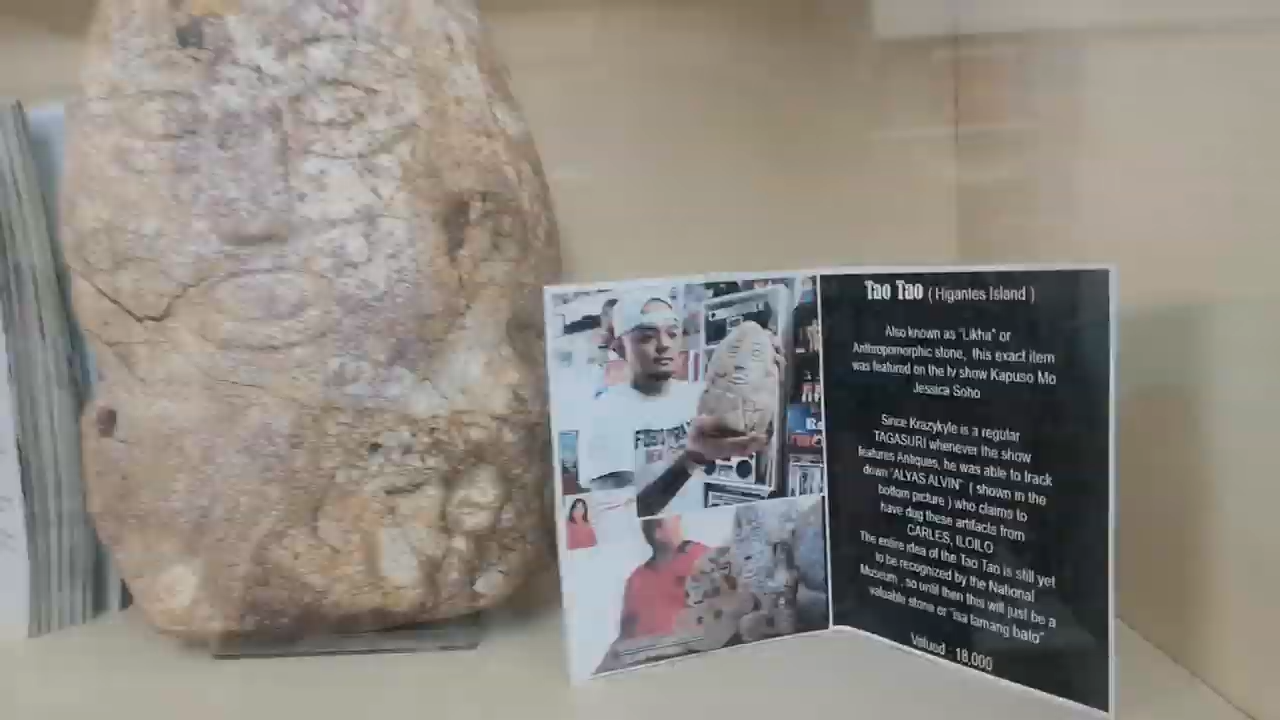 Tao Tao ( Higantes Island )
Also known as "Likha" or
Anthropomorphic stone, this exact item
was featured on the tv show Kapuso Mo
Jessica Soho
Since Krazykyle is a regular
TAGASURI whenever the show
features Antiques, he was able to track
down "ALYAS ALVIN" ( shown in the
bottom picture ) who claims to
have dug these artifacts from
CARLES, ILOILO
The entire idea of the Tao Tao is still yet
to be recognized by the National
Museum , so until then this will just be a
valuable stone or "isa lamang bato"
Valued - 18,000